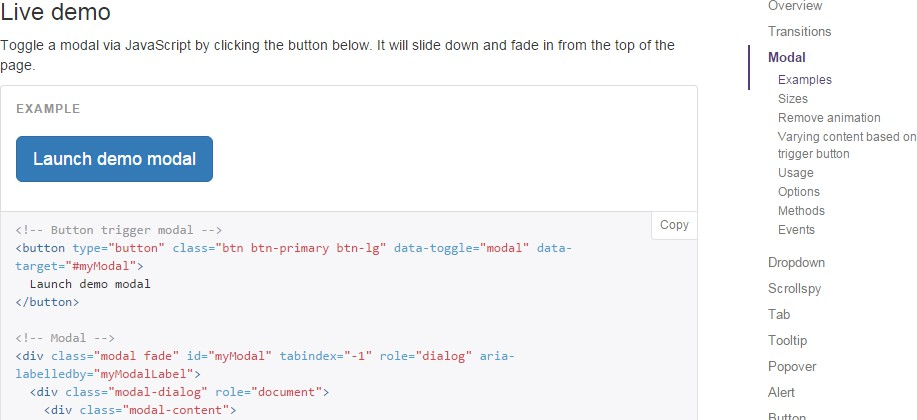 Live demo
Toggle a modal via JavaScript by clicking the button below. It will slide down and fade in from the top of the
page.
EXAMPLE
Launch demo modal
Copy
<!-- Button trigger modal -->
<button type="button" class="btn btn-primary btn-lg" data-toggle="modal" data-
target="#myModal">
  Launch demo modal
</button>
<!-- Modal -->
<div class="modal fade" id="myModal" tabindex="-1" role="dialog" aria-
labelledby="myModalLabel">
  <div class="modal-dialog" role="document">
    <div class="modal-content">
Overview
Transitions
Modal
Examples
Sizes
Remove animation
Varying content based on
trigger button
Usage
Options
Methods
Events
Dropdown
Scrollspy
Tab
Tooltip
Popover
Alert
Button